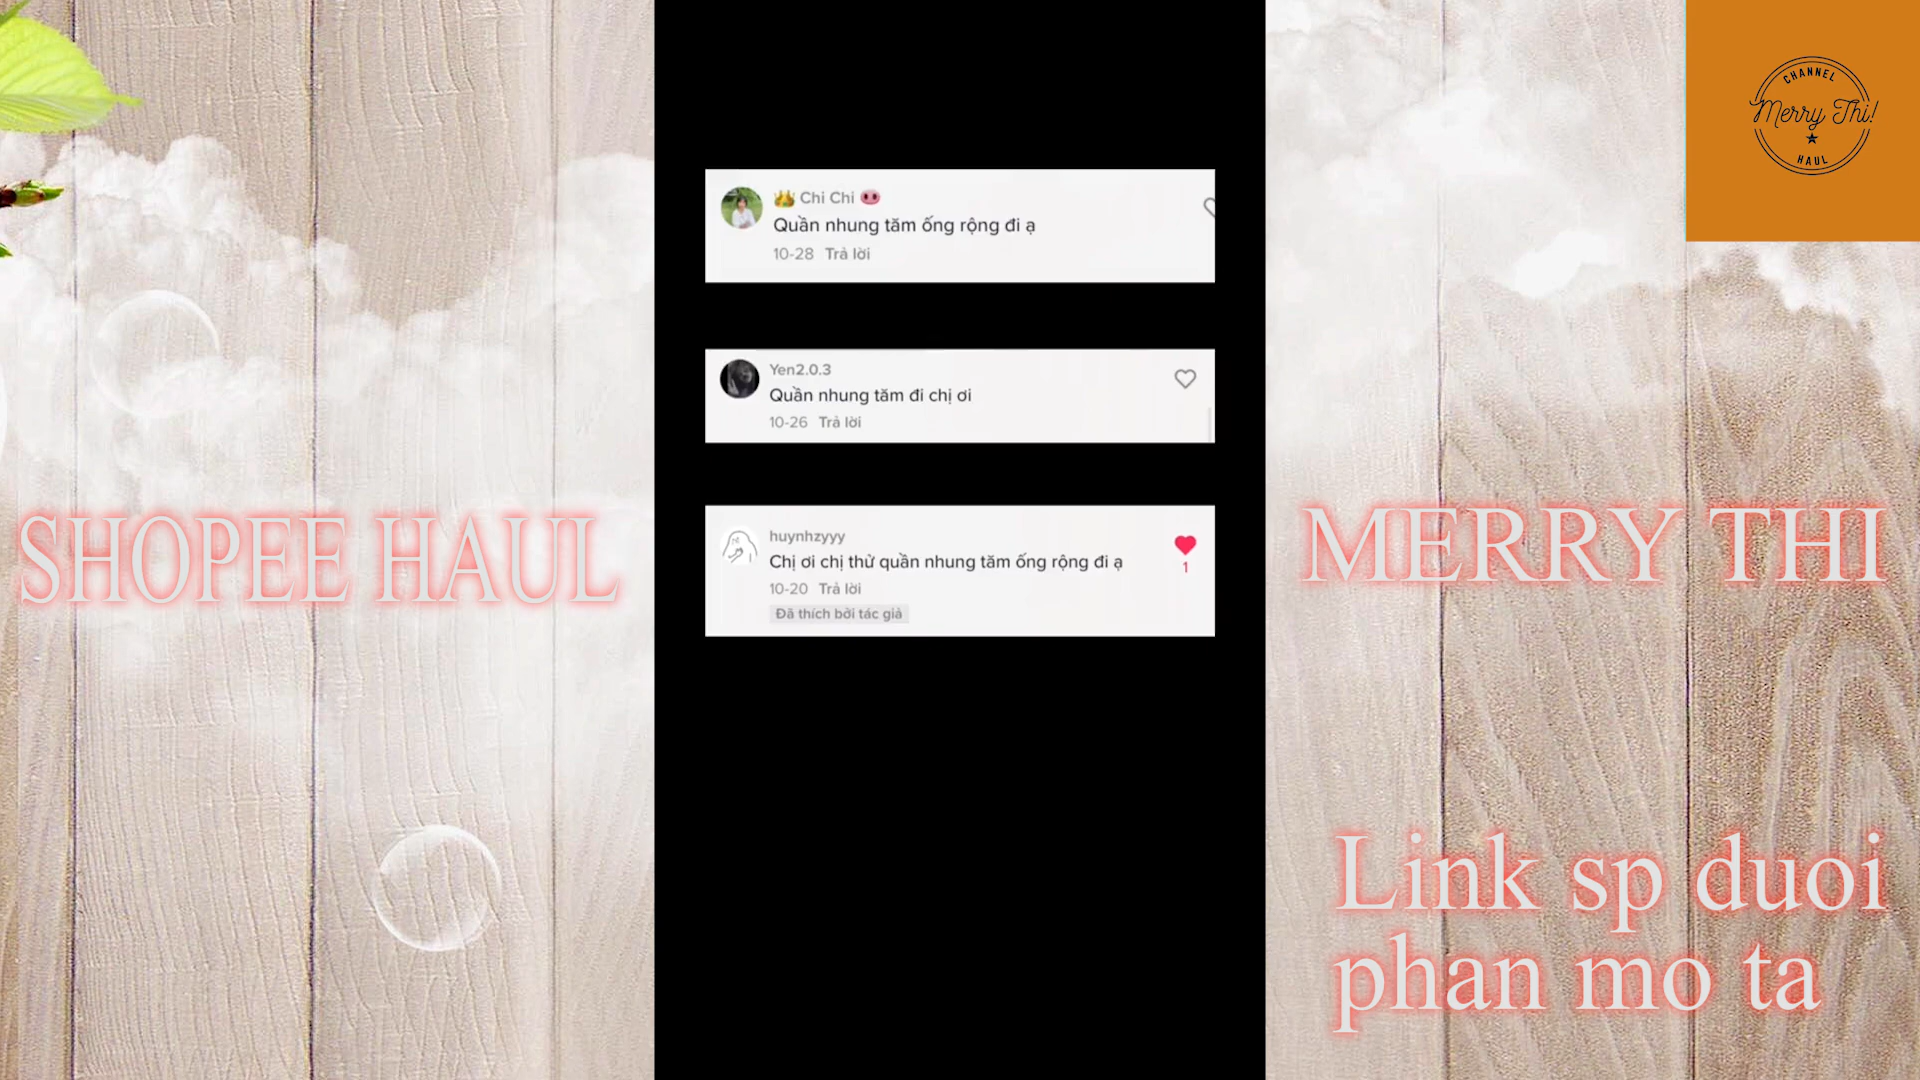 CHANNEL
Merry Thi!
HAUL
Chi Chi
Quần nhung tăm ống rộng đi ạ
10-28 Trả lời
Yen2.0.3
Quần nhung tăm đi chị ơi
10-26 Trả lời
huynhzyyy
Chị ơi chị thử quần nhung tăm ống rộng đi ạ
1
10-20 Trả lời
Đã thích bởi tác giả
SHOPEE HAUL
MERRY THI
Link sp duoi
phan mo ta